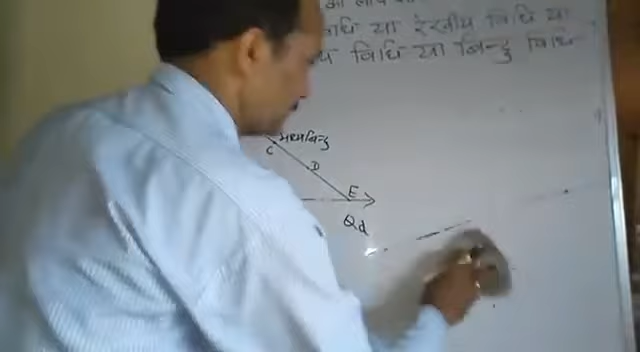 विधि या रेखीय विधि या
विधि या बिन्दु विधि
मध्यबिन्दु
C
D
E
Qd